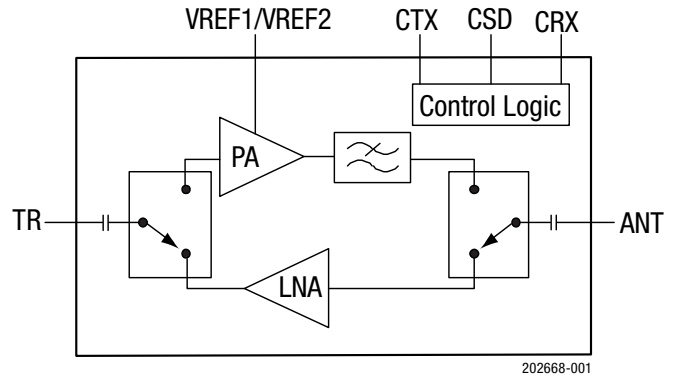 VREF1/VREF2
CTX
CSD
CRX
Control Logic
PA
TR
ANT
LNA
202668-001